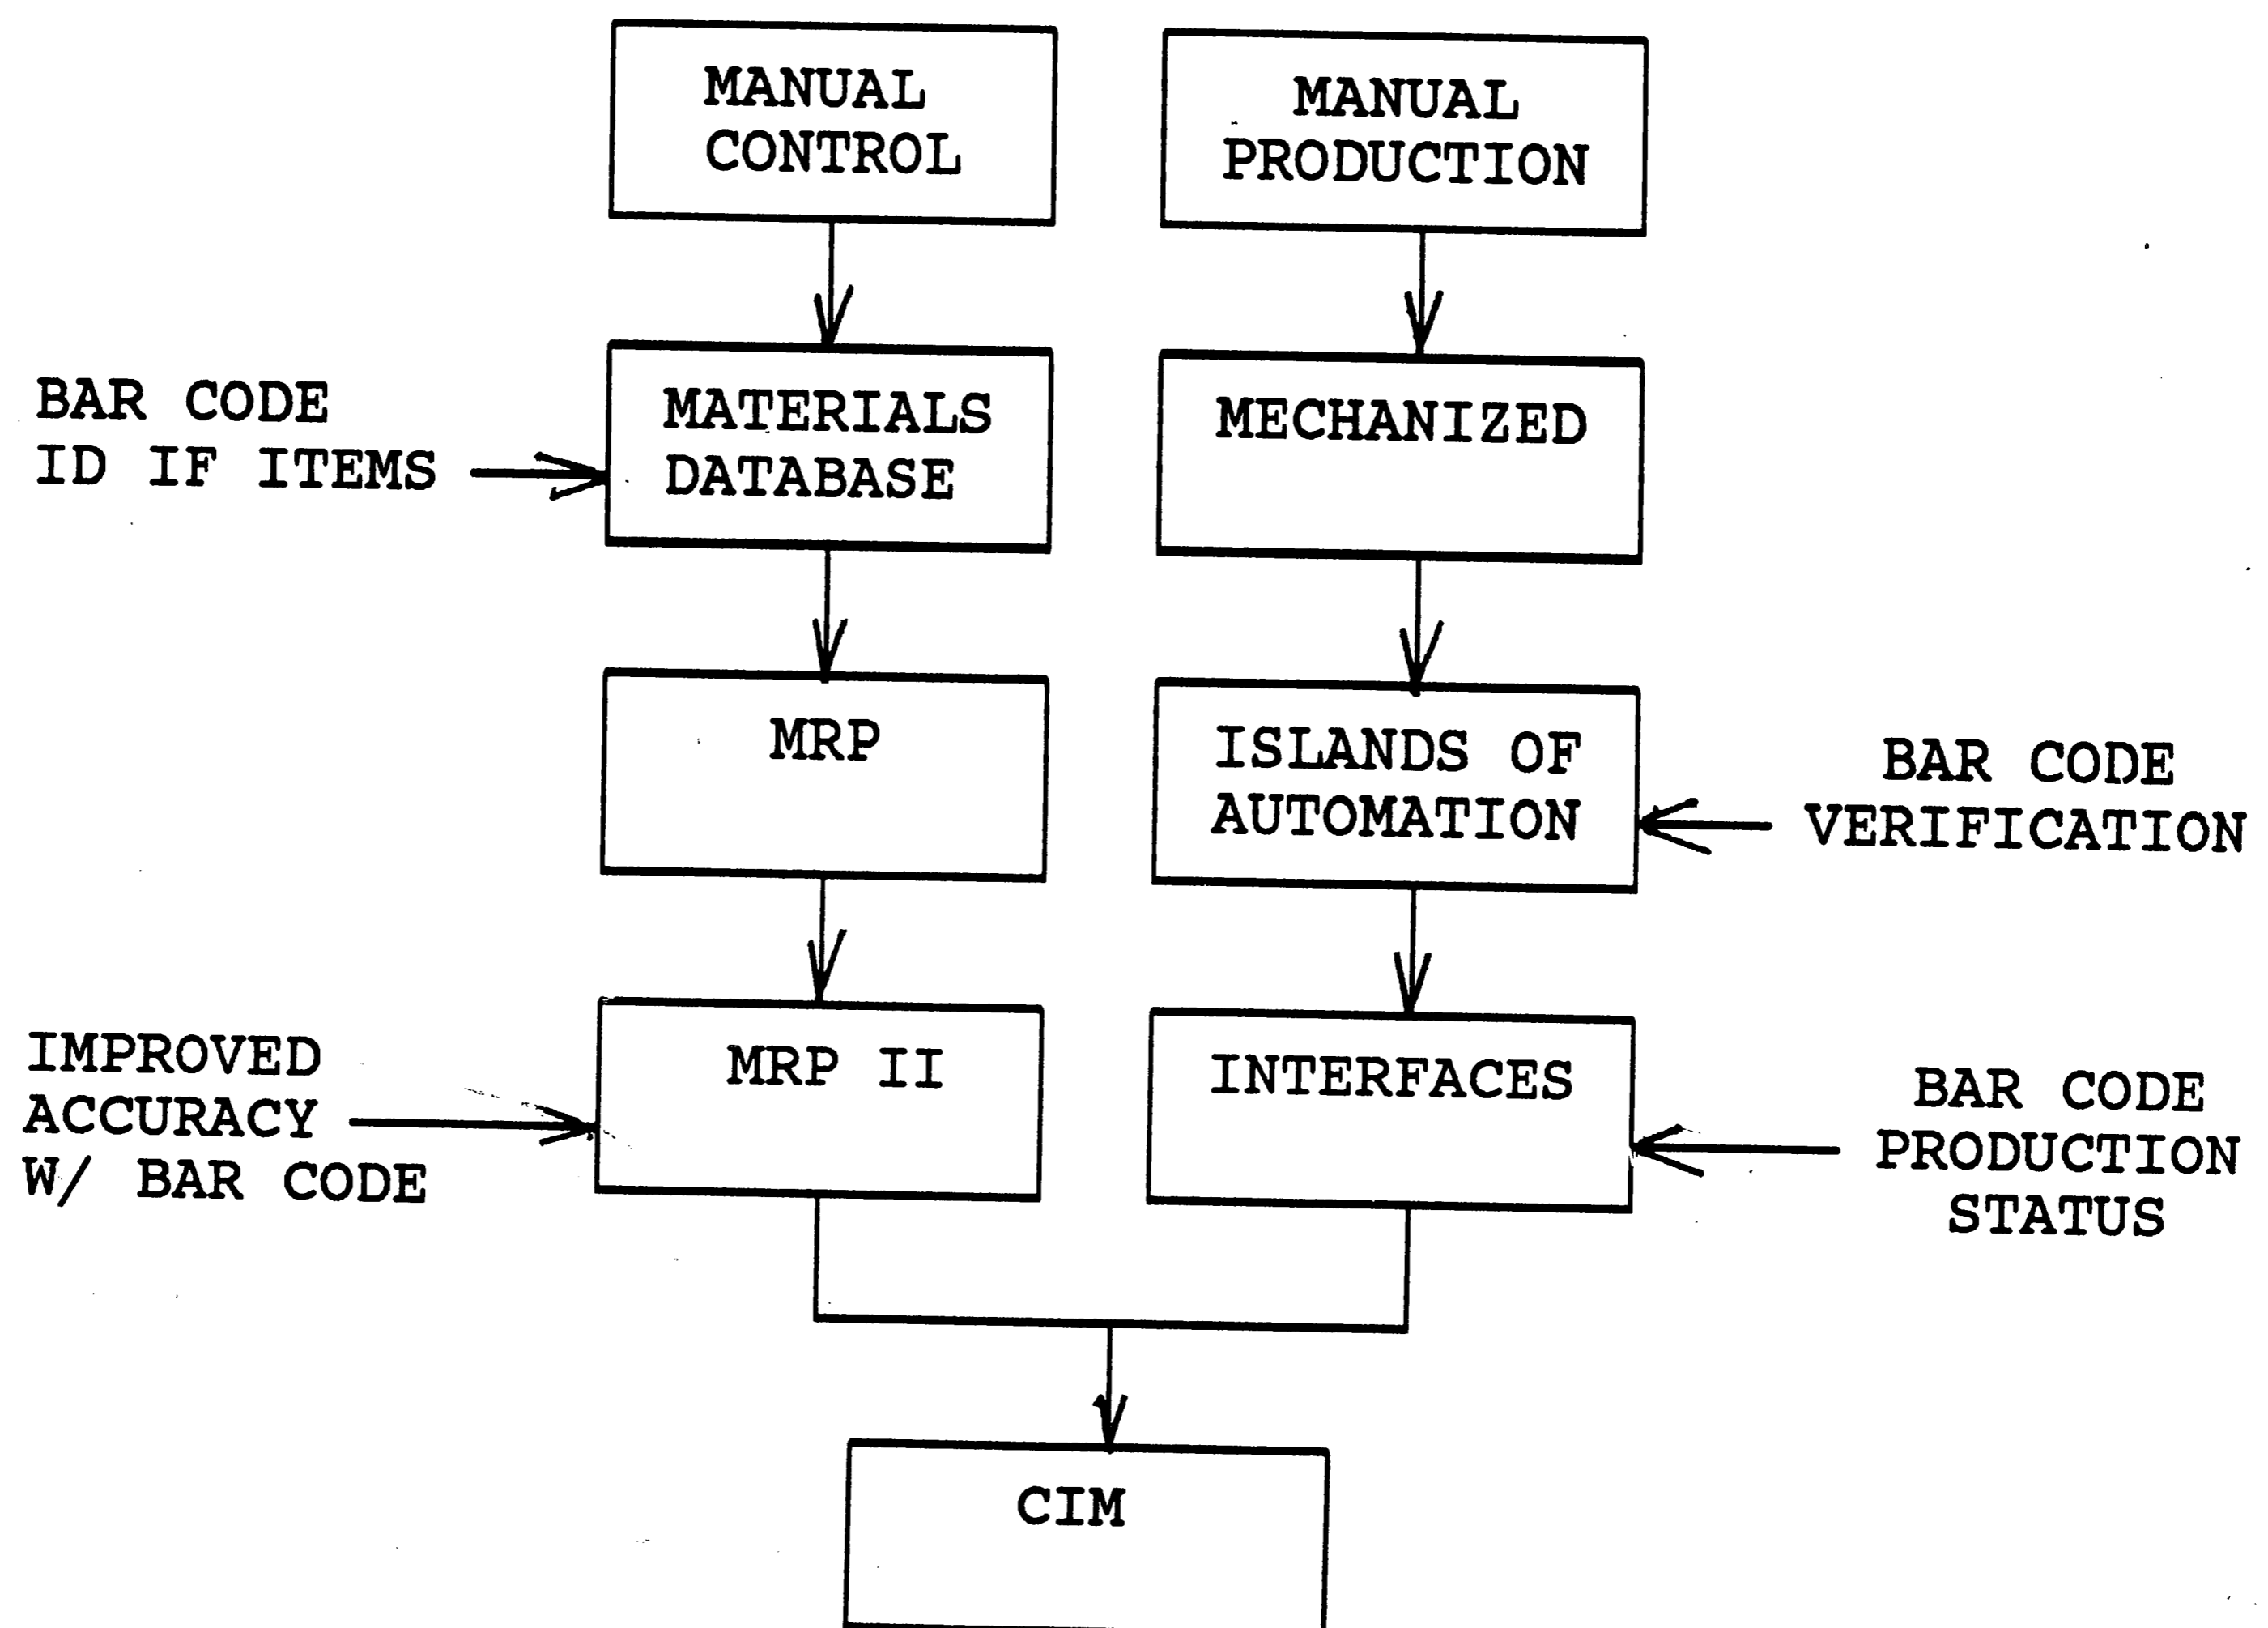 MANUAL
CONTROL
MANUAL
PRODUCTION
BAR CODE
ID IF ITEMS
MATERIALS
DATABASE
MECHANIZED
MRP
ISLANDS OF
AUTOMATION
BAR CODE
VERIFICATION
IMPROVED
ACCURACY
W/ BAR CODE
MRP II
INTERFACES
BAR CODE
PRODUCTION
STATUS
CIM